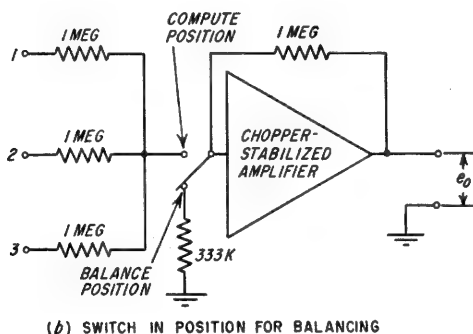 COMPUTE
POSITION
1 MEG
1 MEG
1
1 MEG
2
CHOPPER-
STABILIZED
AMPLIFIER
e₀
1 MEG
3
333K
BALANCE
POSITION
(b) SWITCH IN POSITION FOR BALANCING